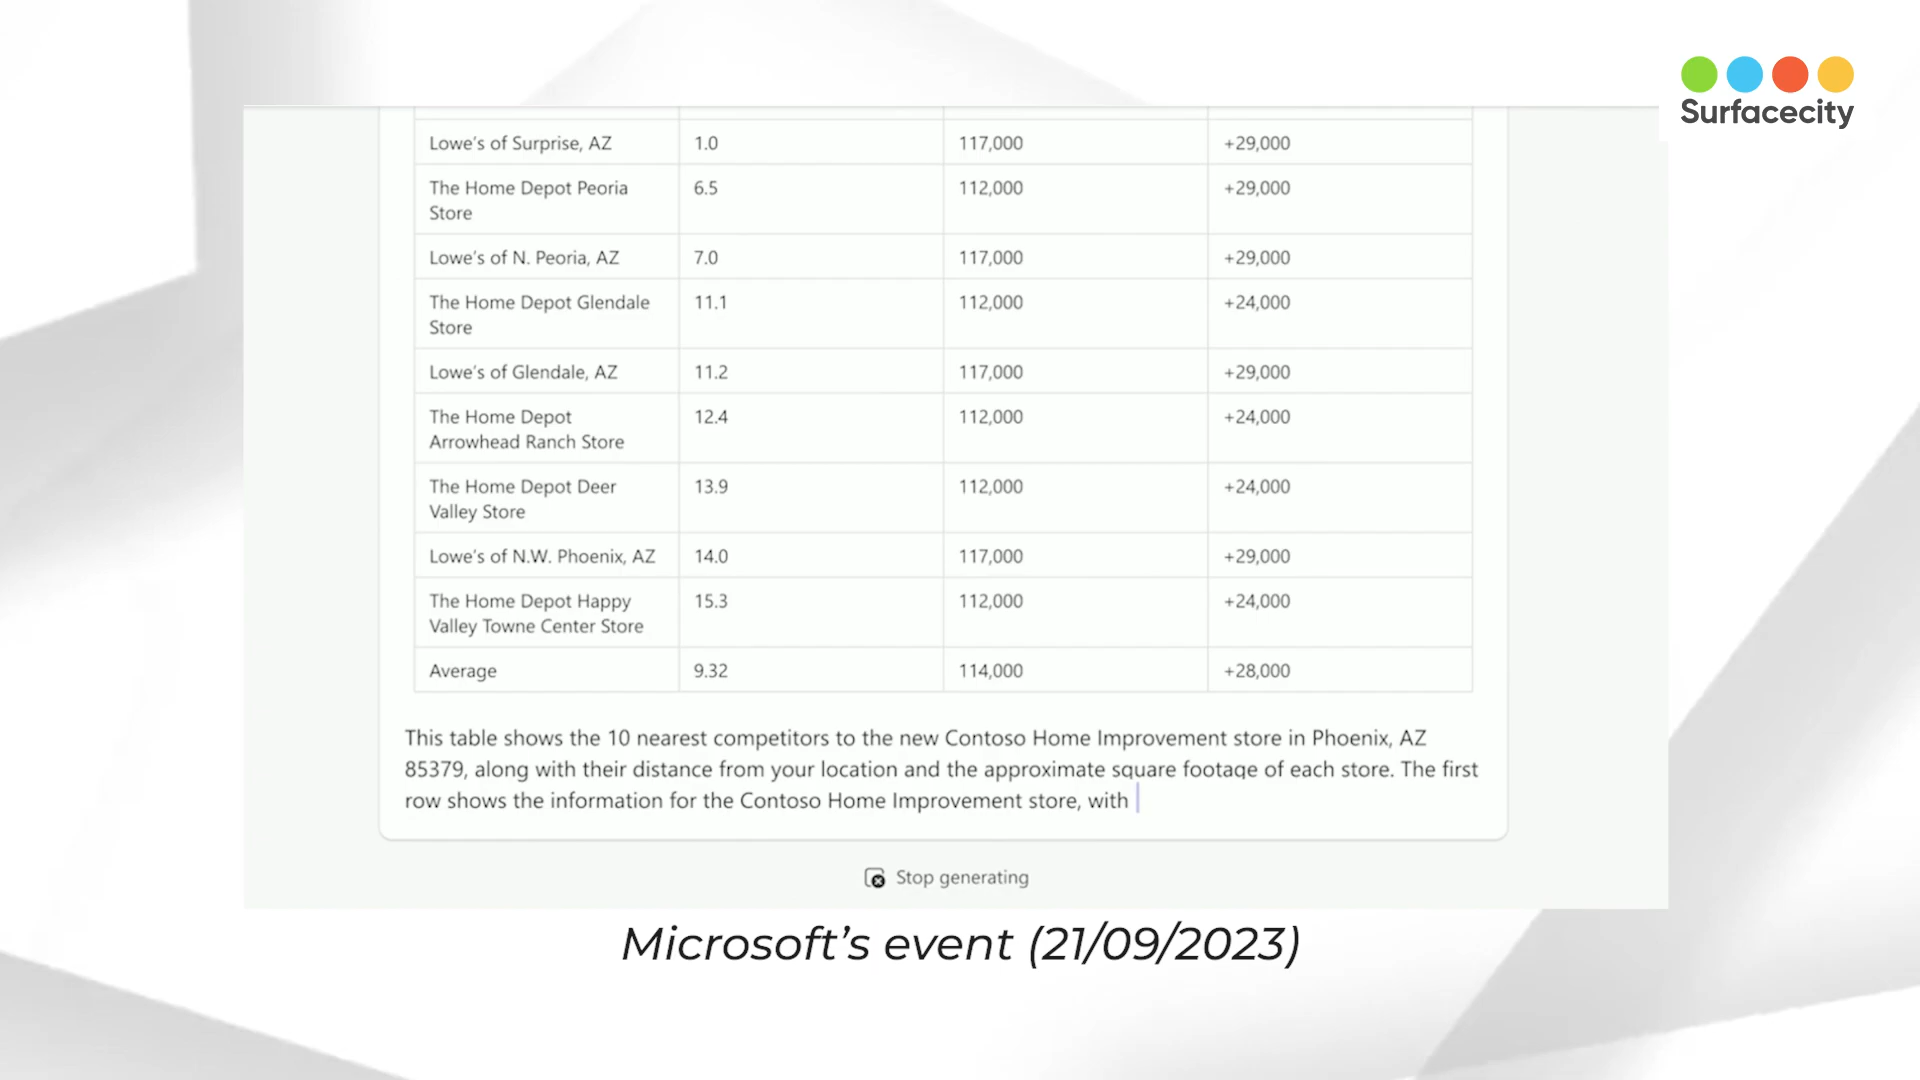 Surfacecity
Lowe's of Surprise, AZ 1.0 117,000 +29,000
The Home Depot Peoria 6.5 112,000 +29,000
Store
Lowe's of N. Peoria, AZ 7.0 117,000 +29,000
The Home Depot Glendale 11.1 112,000 +24,000
Store
Lowe's of Glendale, AZ 11.2 117,000 +29,000
The Home Depot 12.4 112,000 +24,000
Arrowhead Ranch Store
The Home Depot Deer 13.9 112,000 +24,000
Valley Store
Lowe's of N.W. Phoenix, AZ 14.0 117,000 +29,000
The Home Depot Happy 15.3 112,000 +24,000
Valley Towne Center Store
Average 9.32 114,000 +28,000
This table shows the 10 nearest competitors to the new Contoso Home Improvement store in Phoenix, AZ
85379, along with their distance from your location and the approximate square footage of each store. The first
row shows the information for the Contoso Home Improvement store, with
Stop generating
Microsoft's event (21/09/2023)